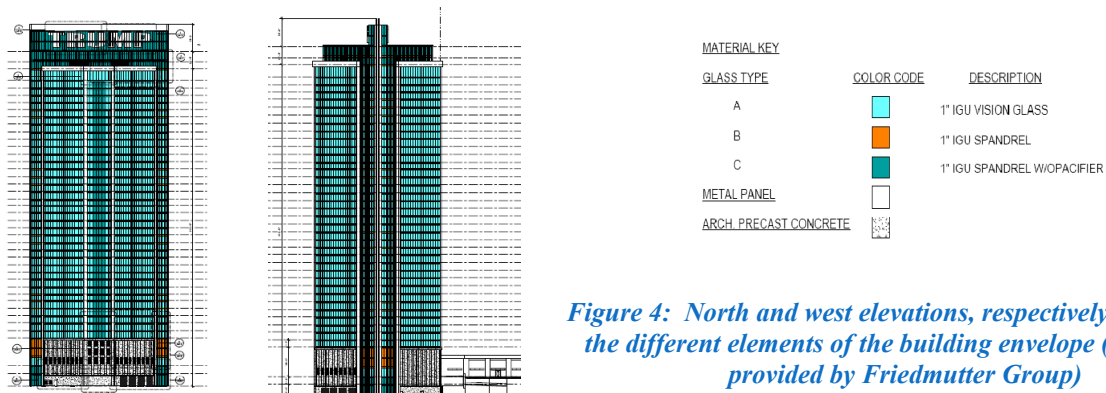 MATERIAL KEY
GLASS TYPE COLOR CODE DESCRIPTION
A 1" IGU VISION GLASS
B 1" IGU SPANDREL
C 1" IGU SPANDREL W/OPACIFIER
METAL PANEL
ARCH. PRECAST CONCRETE
Figure 4: North and west elevations, respectively
the different elements of the building envelope (
provided by Friedmutter Group)